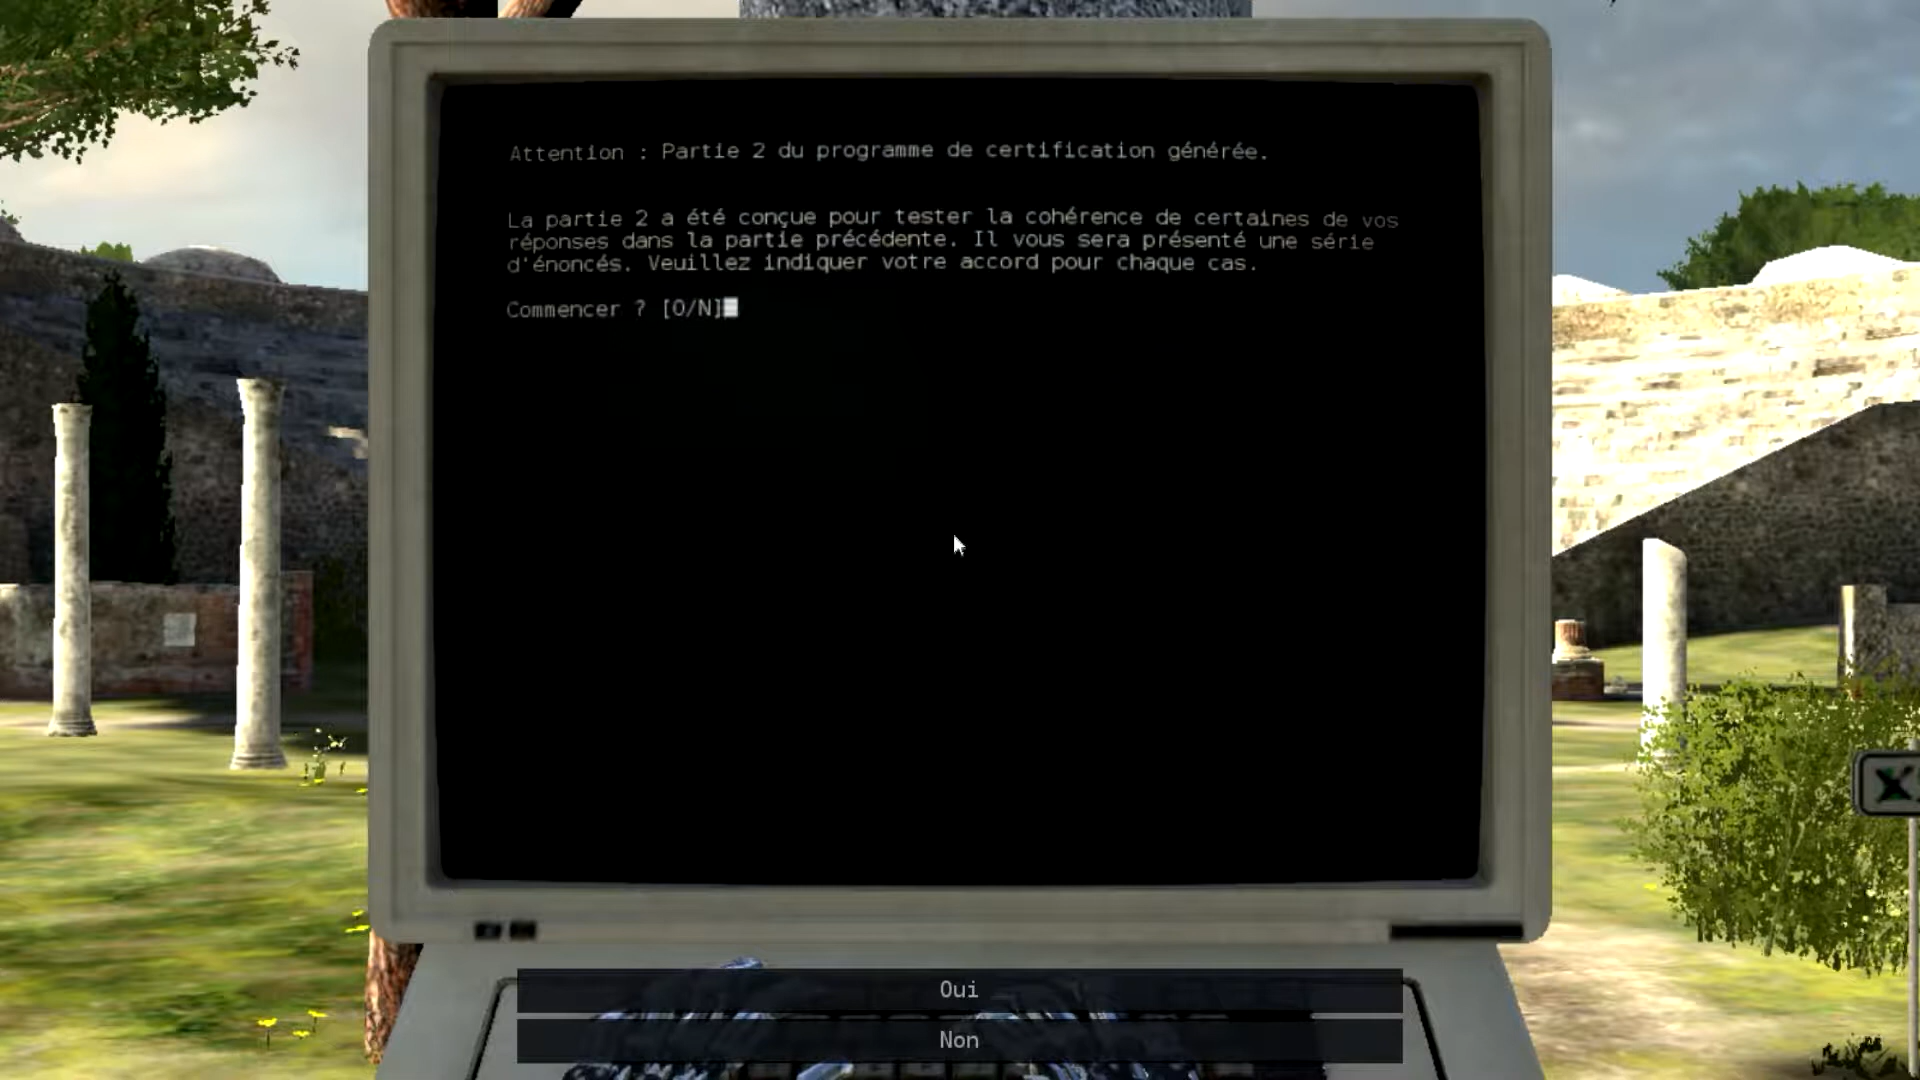 Attention : Partie 2 du programme de certification générée.
La partie 2 a été conçue pour tester la cohérence de certaines de vos
réponses dans la partie précédente. Il vous sera présenté une série
d'énoncés. Veuillez indiquer votre accord pour chaque cas.
Commencer ? [O/N]
Oui
Non